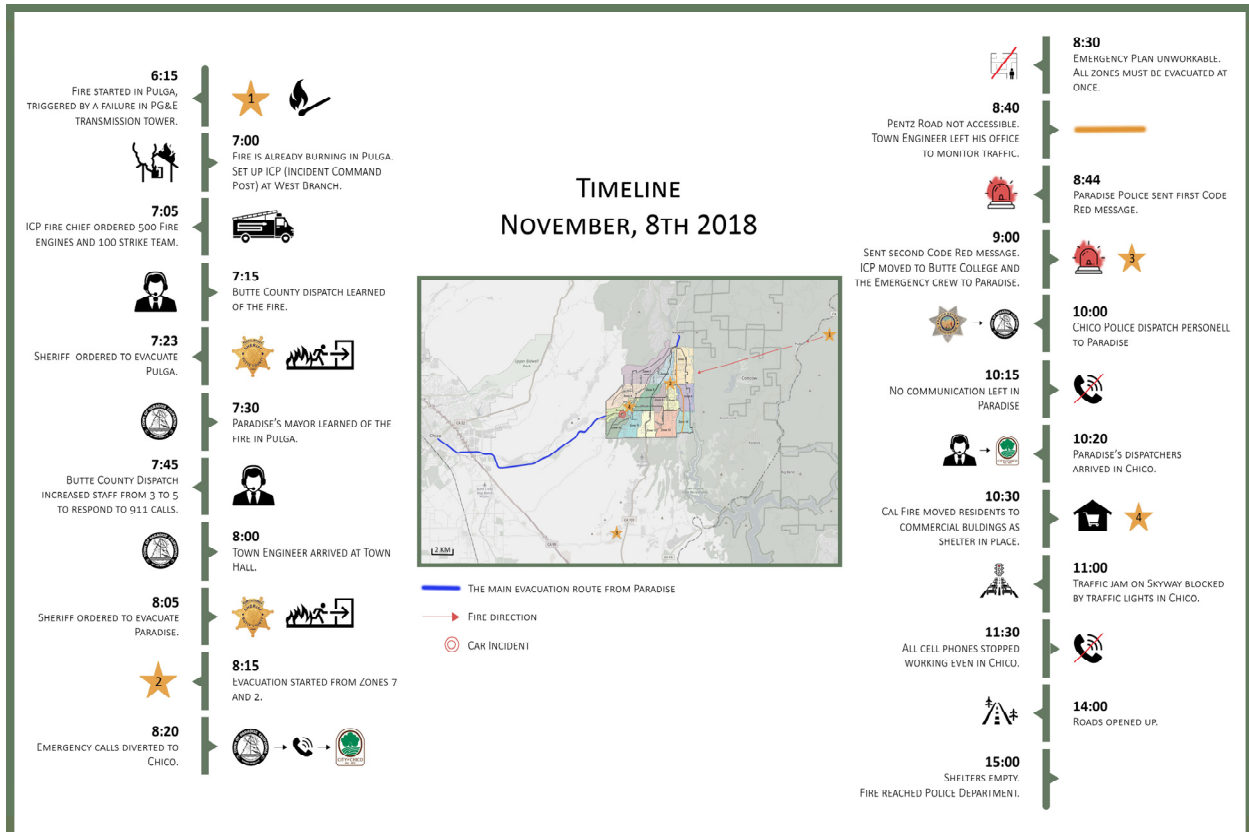 6:15
Fire started in Pulga,
triggered by a failure in PG&E
transmission tower.
1
7:00
Fire is already burning in Pulga.
Set up ICP (Incident Command
Post) at West Branch.
7:05
ICP fire chief ordered 500 Fire
engines and 100 strike team.
7:15
Butte County dispatch learned
of the fire.
7:23
Sheriff ordered to evacuate
Pulga.
7:30
Paradise's mayor learned of the
fire in Pulga.
7:45
Butte County Dispatch
increased staff from 3 to 5
to respond to 911 calls.
8:00
Town Engineer arrived at Town
Hall.
8:05
Sheriff ordered to evacuate
Paradise.
2
8:15
Evacuation started from zones 7
and 2.
8:20
Emergency calls diverted to
Chico.
CITY OF CHICO
Timeline
November, 8th 2018
Chico
Concow
2 KM
The main evacuation route from Paradise
Fire direction
Car Incident
8:30
Emergency Plan unworkable.
All zones must be evacuated at
once.
8:40
Pentz Road not accessible.
Town Engineer left his office
to monitor traffic.
8:44
Paradise Police sent first Code
Red message.
9:00
Sent second Code Red message.
ICP moved to Butte College and
the Emergency crew to Paradise.
3
10:00
Chico Police dispatch personell
to Paradise
10:15
No communication left in
Paradise
10:20
Paradise's dispatchers
arrived in Chico.
10:30
Cal Fire moved residents to
commercial buldings as
shelter in place.
4
11:00
Traffic jam on Skyway blocked
by traffic lights in Chico.
11:30
All cell phones stopped
working even in Chico.
14:00
Roads opened up.
15:00
Shelters empty.
Fire reached Police Department.